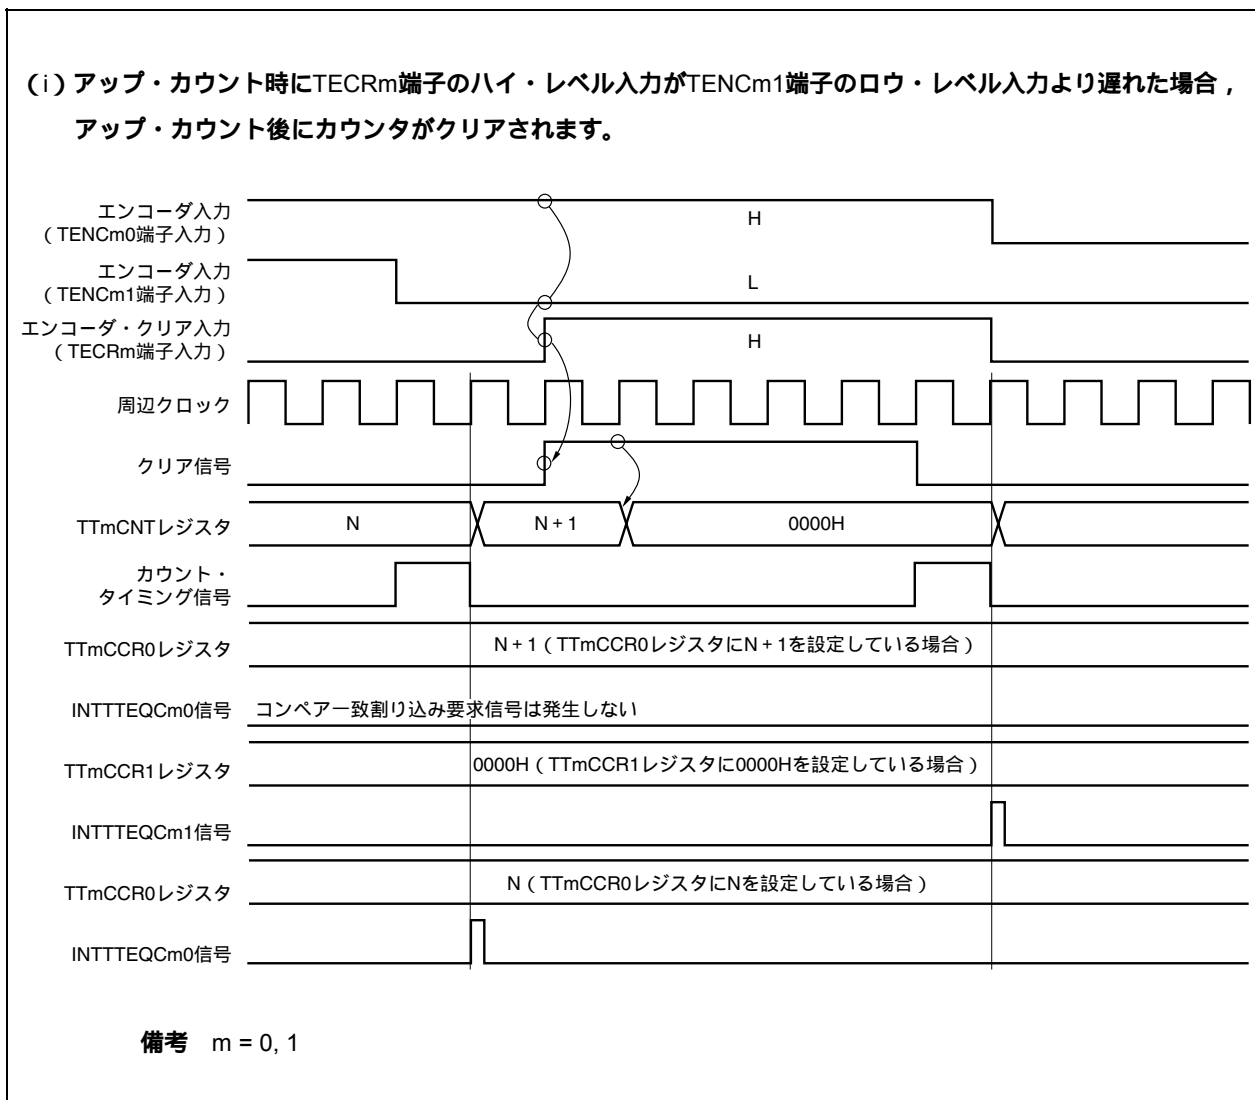 (i)アップ・カウント時にTECRm端子のハイ・レベル入力がTENCm1端子のロウ・レベル入力より遅れた場合，
アップ・カウント後にカウンタがクリアされます。
エンコーダ入力
(TENCm0端子入力)
H
エンコーダ入力
(TENCm1端子入力)
L
エンコーダ・クリア入力
(TECRm端子入力)
H
周辺クロック
クリア信号
TTmCNTレジスタ
N
N + 1
0000H
カウント・
タイミング信号
TTmCCR0レジスタ
N + 1(TTmCCR0レジスタにN + 1を設定している場合)
INTTTEQCm0信号
コンペア一致割り込み要求信号は発生しない
TTmCCR1レジスタ
0000H(TTmCCR1レジスタに0000Hを設定している場合)
INTTTEQCm1信号
TTmCCR0レジスタ
N(TTmCCR0レジスタにNを設定している場合)
INTTTEQCm0信号
備考 m = 0, 1